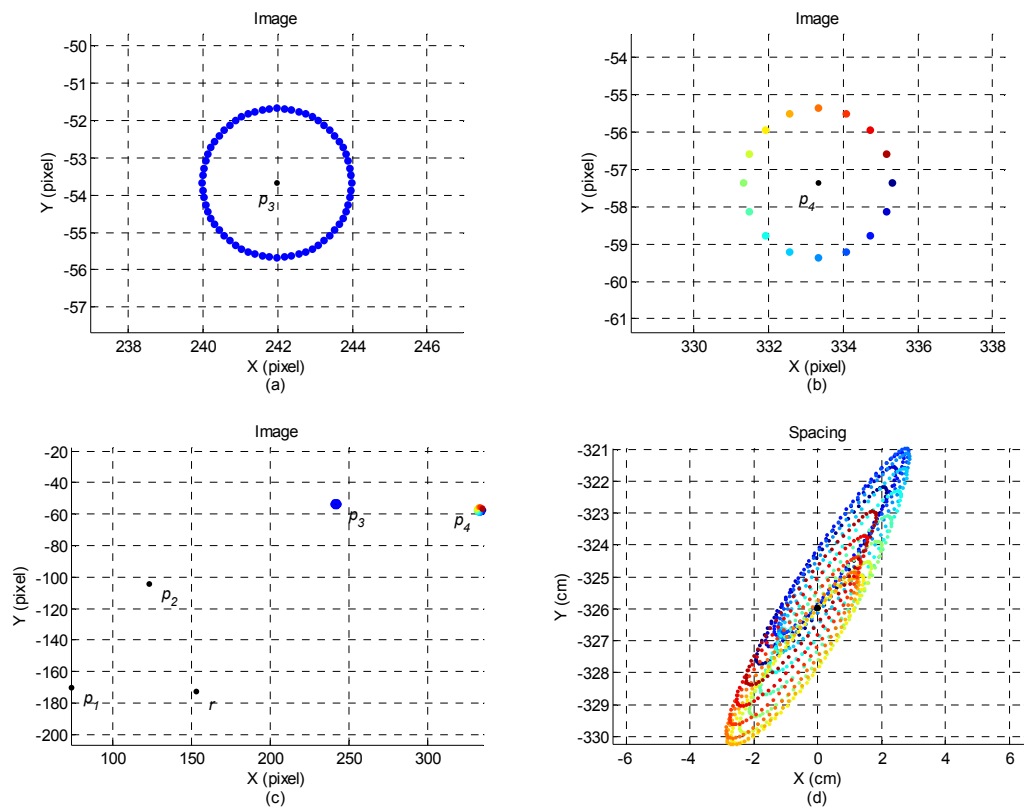 Image
-50
-51
-52
-53
-54
-55
-56
-57
Y (pixel)
p3
238 240 242 244 246
X (pixel)
(a)
Image
-54
-55
-56
-57
-58
-59
-60
-61
Y (pixel)
p4
330 332 334 336 338
X (pixel)
(b)
Image
-20
-40
-60
-80
-100
-120
-140
-160
-180
-200
Y (pixel)
p3
p4
p2
p1
r
100 150 200 250 300
X (pixel)
(c)
Spacing
-321
-322
-323
-324
-325
-326
-327
-328
-329
-330
Y (cm)
-6 -4 -2 0 2 4 6
X (cm)
(d)